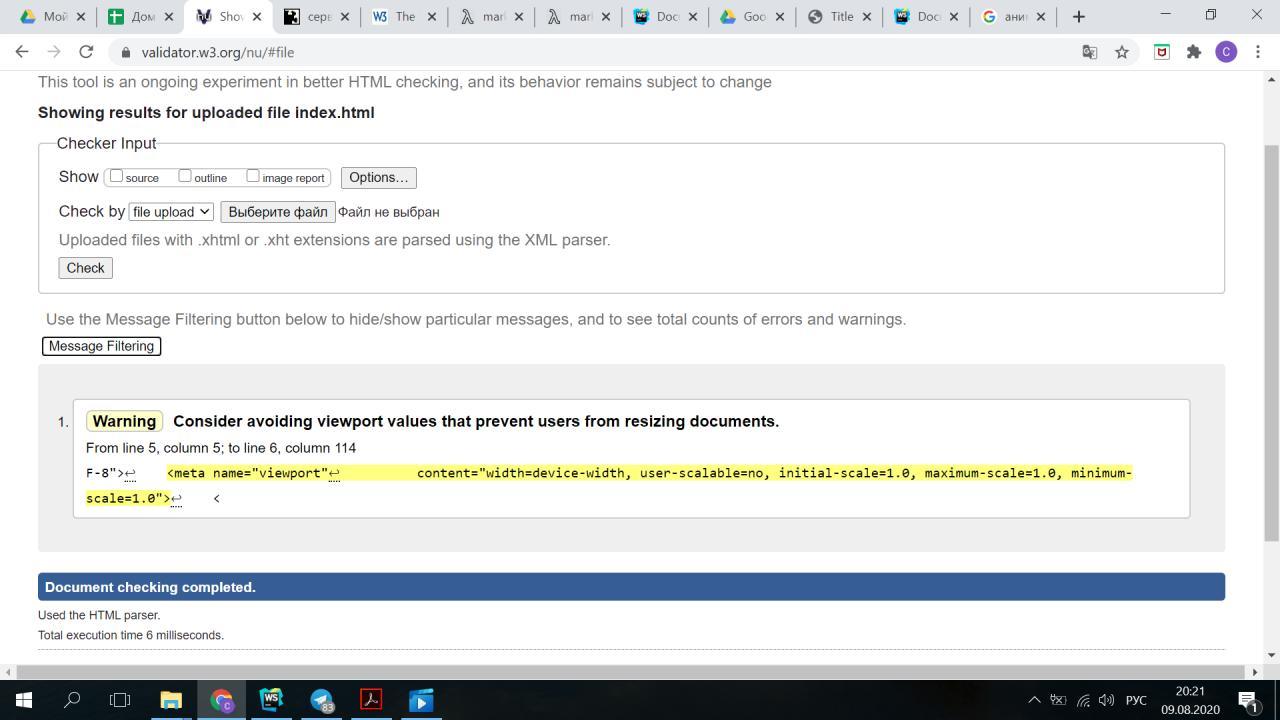 Мой
Дом
Sho
серв
The
mar
mar
Doc
Goo
Title
Doc
ани
validator.w3.org/nu/#file
C
This tool is an ongoing experiment in better HTML checking, and its behavior remains subject to change
Showing results for uploaded file index.html
Checker Input
Show source outline image report Options...
Check by file upload Выберите файл Файл не выбран
Uploaded files with .xhtml or .xht extensions are parsed using the XML parser.
Check
Use the Message Filtering button below to hide/show particular messages, and to see total counts of errors and warnings.
Message Filtering
1. Warning Consider avoiding viewport values that prevent users from resizing documents.
From line 5, column 5; to line 6, column 114
F-8">↩ <meta name="viewport"↩ content="width=device-width, user-scalable=no, initial-scale=1.0, maximum-scale=1.0, minimum-
scale=1.0">↩ <
Document checking completed.
Used the HTML parser.
Total execution time 6 milliseconds.
WS
C
83
РУС
20:21
09.08.2020
1